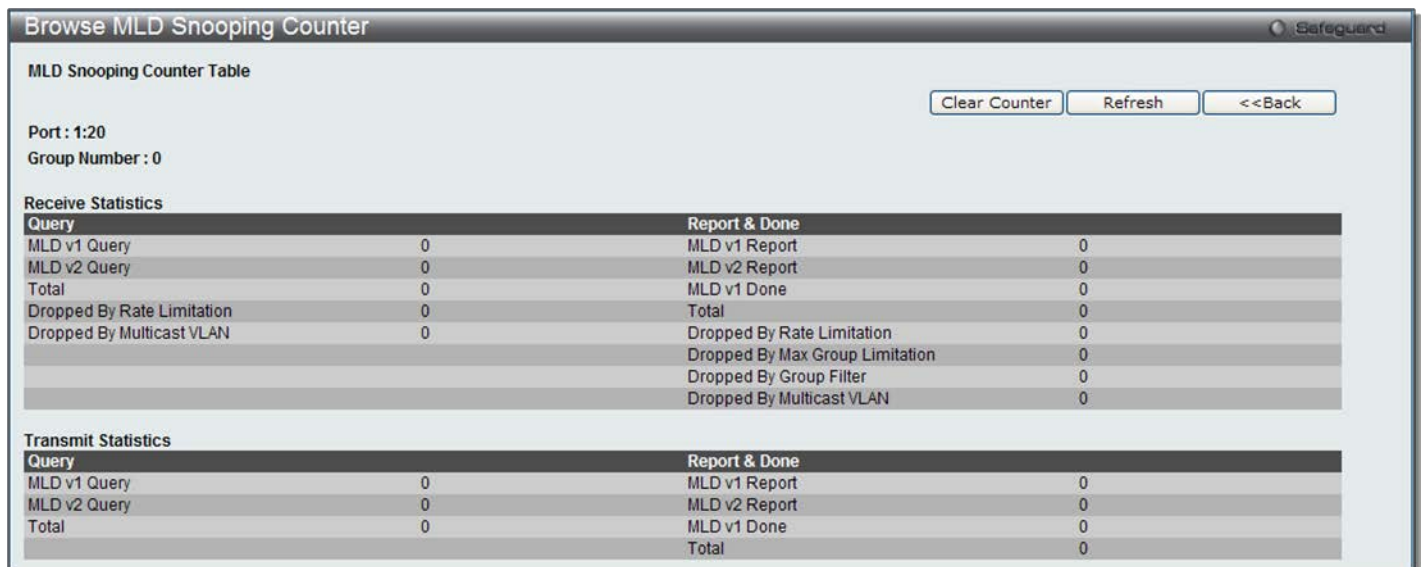 Browse MLD Snooping Counter
Safeguard
MLD Snooping Counter Table
Clear Counter Refresh <<Back
Port : 1:20
Group Number : 0
Receive Statistics
Query Report & Done
MLD v1 Query 0 MLD v1 Report 0
MLD v2 Query 0 MLD v2 Report 0
Total 0 MLD v1 Done 0
Dropped By Rate Limitation 0 Total 0
Dropped By Multicast VLAN 0 Dropped By Rate Limitation 0
Dropped By Max Group Limitation 0
Dropped By Group Filter 0
Dropped By Multicast VLAN 0
Transmit Statistics
Query Report & Done
MLD v1 Query 0 MLD v1 Report 0
MLD v2 Query 0 MLD v2 Report 0
Total 0 MLD v1 Done 0
Total 0